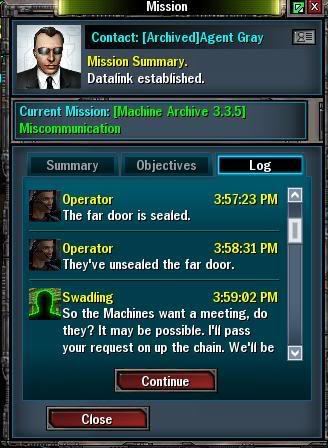 Mission
Contact: [Archived]Agent Gray
Mission Summary.
Datalink established.
Current Mission: [Machine Archive 3.3.5]
Miscommunication
Summary
Objectives
Log
Operator 3:57:23 PM
The far door is sealed.
Operator 3:58:31 PM
They've unsealed the far door.
Swadling 3:59:02 PM
So the Machines want a meeting, do
they? It may be possible. I'll pass
your request on up the chain. We'll be
Continue
Close